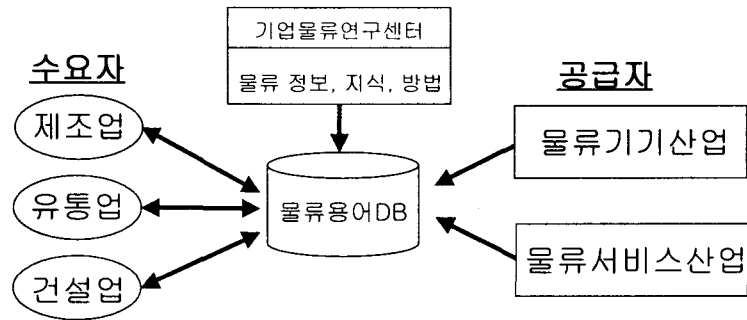 기업물류연구센터
물류 정보, 지식, 방법
수요자
제조업
유통업
건설업
물류용어DB
공급자
물류기기산업
물류서비스산업